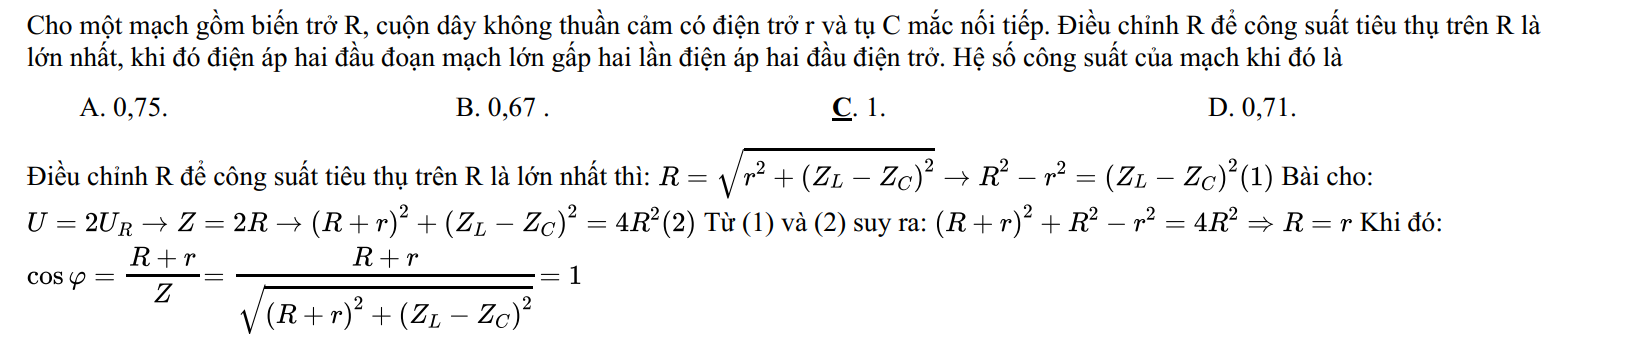 Cho một mạch gồm biến trở R, cuộn dây không thuần cảm có điện trở r và tụ C mắc nối tiếp. Điều chỉnh R để công suất tiêu thụ trên R là
lớn nhất, khi đó điện áp hai đầu đoạn mạch lớn gấp hai lần điện áp hai đầu điện trở. Hệ số công suất của mạch khi đó là
A. 0,75. B. 0,67 . C. 1. D. 0,71.
Điều chỉnh R để công suất tiêu thụ trên R là lớn nhất thì: $R = \sqrt{r^2 + (Z_L - Z_C)^2} \rightarrow R^2 - r^2 = (Z_L - Z_C)^2 (1)$ Bài cho:
$U = 2U_R \rightarrow Z = 2R \rightarrow (R + r)^2 + (Z_L - Z_C)^2 = 4R^2 (2)$ Từ (1) và (2) suy ra: $(R + r)^2 + R^2 - r^2 = 4R^2 \Rightarrow R = r$ Khi đó:
$\cos \varphi = \frac{R + r}{Z} = \frac{R + r}{\sqrt{(R + r)^2 + (Z_L - Z_C)^2}} = 1$